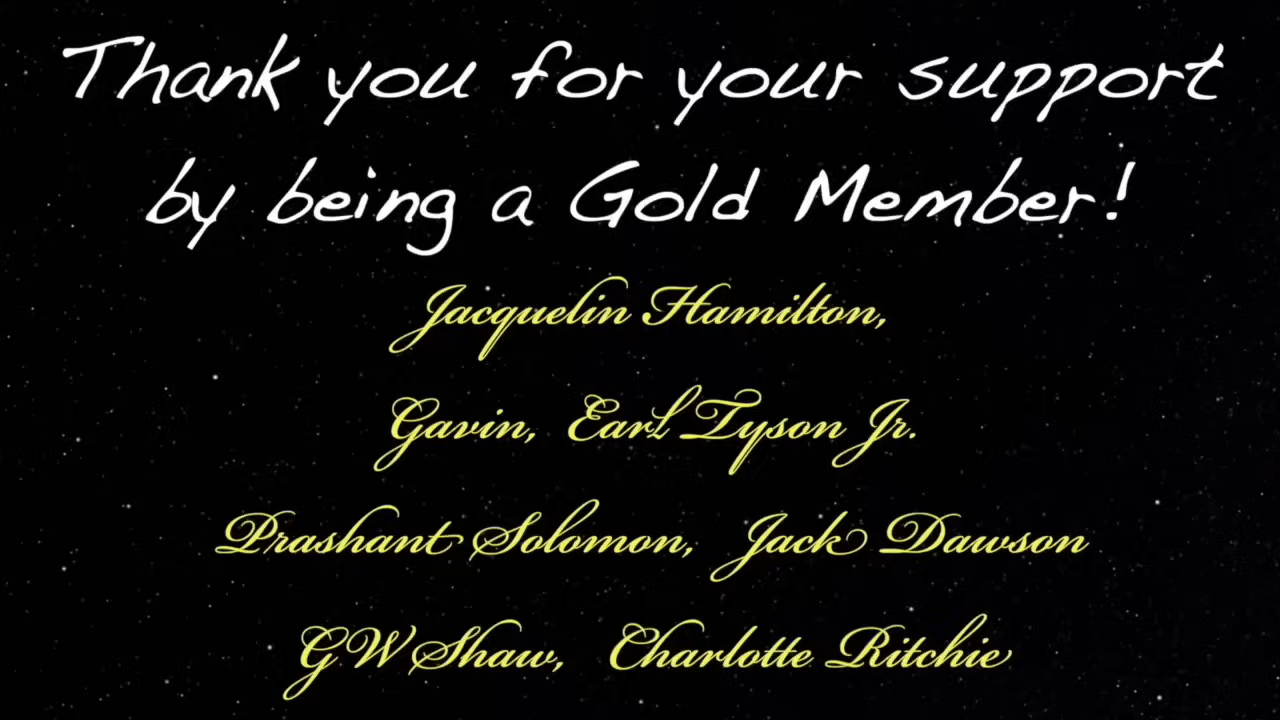 Thank you for your support
by being a Gold Member!
Jacquelin Hamilton,
Gavin, Earl Tyson Jr.
Prashant Solomon, Jack Dawson
GW Shaw, Charlotte Ritchie